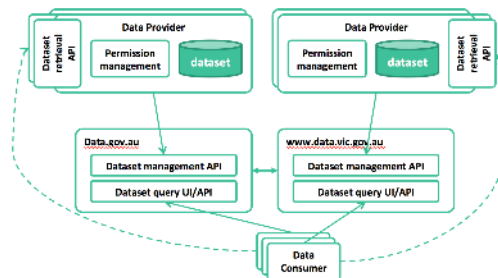 Data Provider
Dataset
retrieval
API
Permission
management
dataset
Data Provider
Permission
management
dataset
Dataset
retrieval
API
Data.gov.au
Dataset management API
Dataset query UI/API
www.data.vic.gov.au
Dataset management API
Dataset query UI/API
Data
Consumer